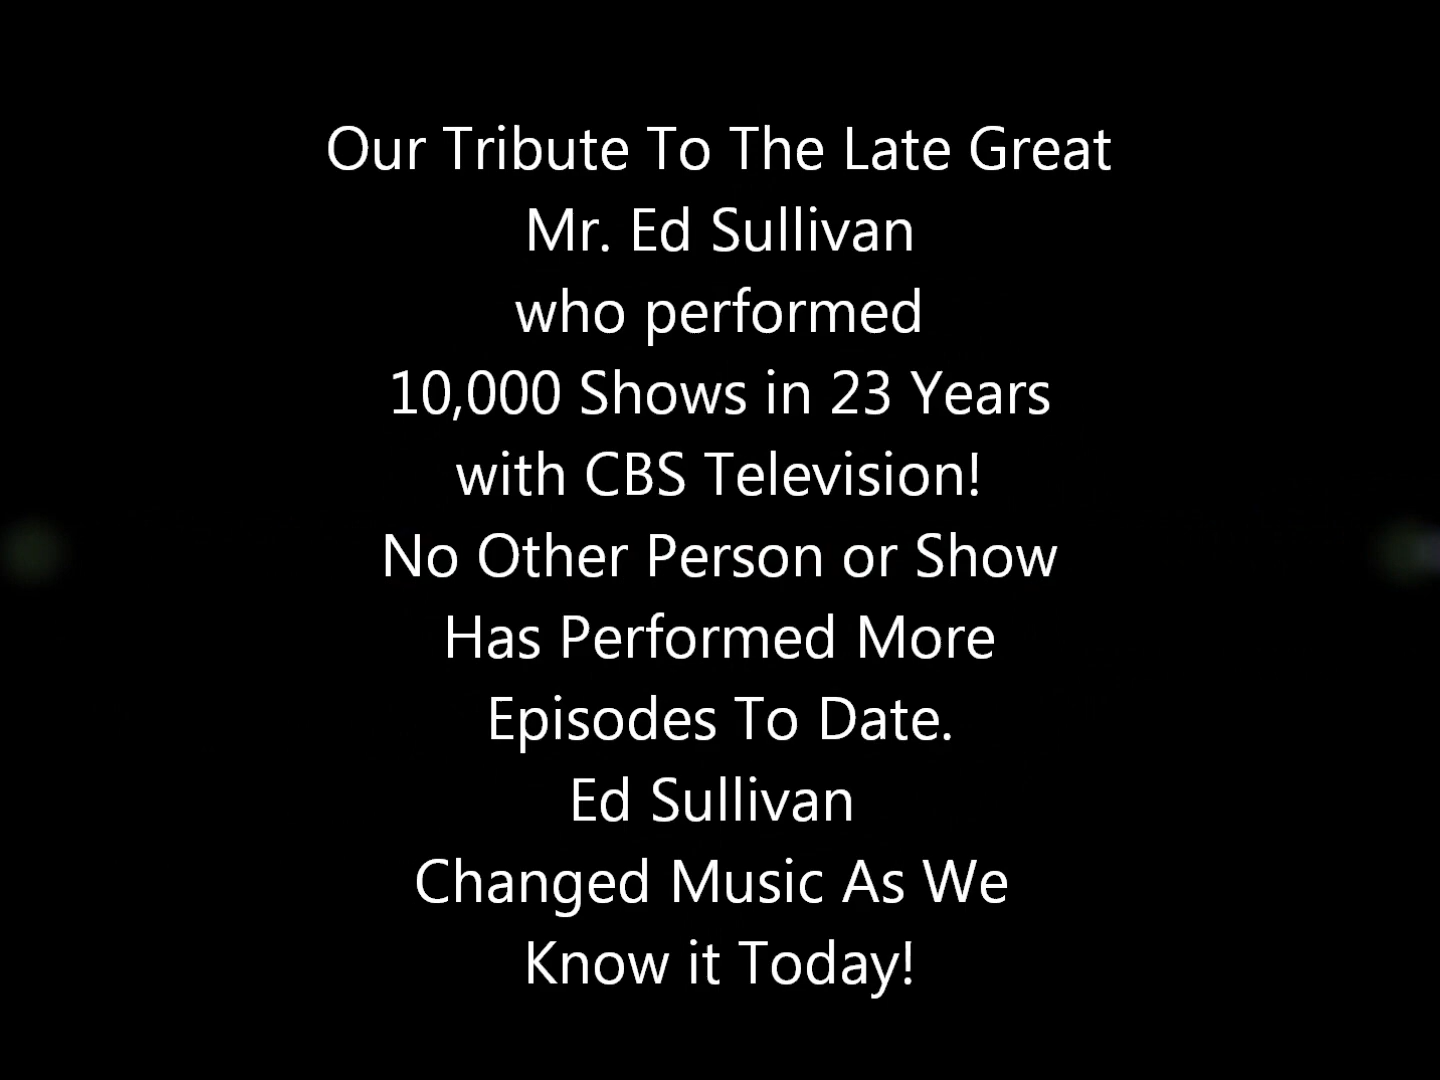 Our Tribute To The Late Great
Mr. Ed Sullivan
who performed
10,000 Shows in 23 Years
with CBS Television!
No Other Person or Show
Has Performed More
Episodes To Date.
Ed Sullivan
Changed Music As We
Know it Today!